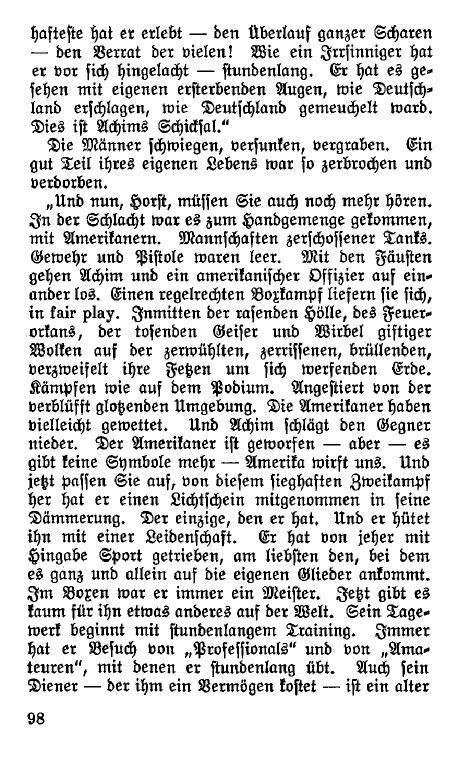 hafteste hat er erlebt — den Überlauf ganzer Scharen
— den Verrat der vielen! Wie ein Irrsinniger hat
er vor sich hingelacht — stundenlang. Er hat es ge-
sehen mit eigenen ersterbenden Augen, wie Deutsch-
land erschlagen, wie Deutschland gemeuchelt ward.
Dies ist Achims Schicksal.“
Die Männer schwiegen, versunken, vergraben. Ein
gut Teil ihres eigenen Lebens war so zerbrochen und
verdorben.
„Und nun, Horst, müssen Sie auch noch mehr hören.
In der Schlacht war es zum Handgemenge gekommen,
mit Amerikanern. Mannschaften zerschossener Tanks.
Gewehr und Pistole waren leer. Mit den Fäusten
gehen Achim und ein amerikanischer Offizier auf ein-
ander los. Einen regelrechten Boxkampf liefern sie sich,
in fair play. Inmitten der rasenden Hölle, des Feuer-
orkans, der tosenden Geiser und Wirbel giftiger
Wolken auf der zerwühlten, zerrissenen, brüllenden,
verzweifelt ihre Fetzen um sich werfenden Erde.
Kämpfen wie auf dem Podium. Angestiert von der
verblüfft glotzenden Umgebung. Die Amerikaner haben
vielleicht gewettet. Und Achim schlägt den Gegner
nieder. Der Amerikaner ist geworfen — aber — es
gibt keine Symbole mehr — Amerika wirft uns. Und
jetzt passen Sie auf, von diesem sieghaften Zweikampf
her hat er einen Lichtschein mitgenommen in seine
Dämmerung. Der einzige, den er hat. Und er hütet
ihn mit einer Leidenschaft. Er hat von jeher mit
Hingabe Sport getrieben, am liebsten den, bei dem
es ganz und allein auf die eigenen Glieder ankommt.
Im Boxen war er immer ein Meister. Jetzt gibt es
kaum für ihn etwas anderes auf der Welt. Sein Tage-
werk beginnt mit stundenlangem Training. Immer
hat er Besuch von „Professionals“ und von „Ama-
teuren“, mit denen er stundenlang übt. Auch sein
Diener — der ihm ein Vermögen kostet — ist ein alter
98